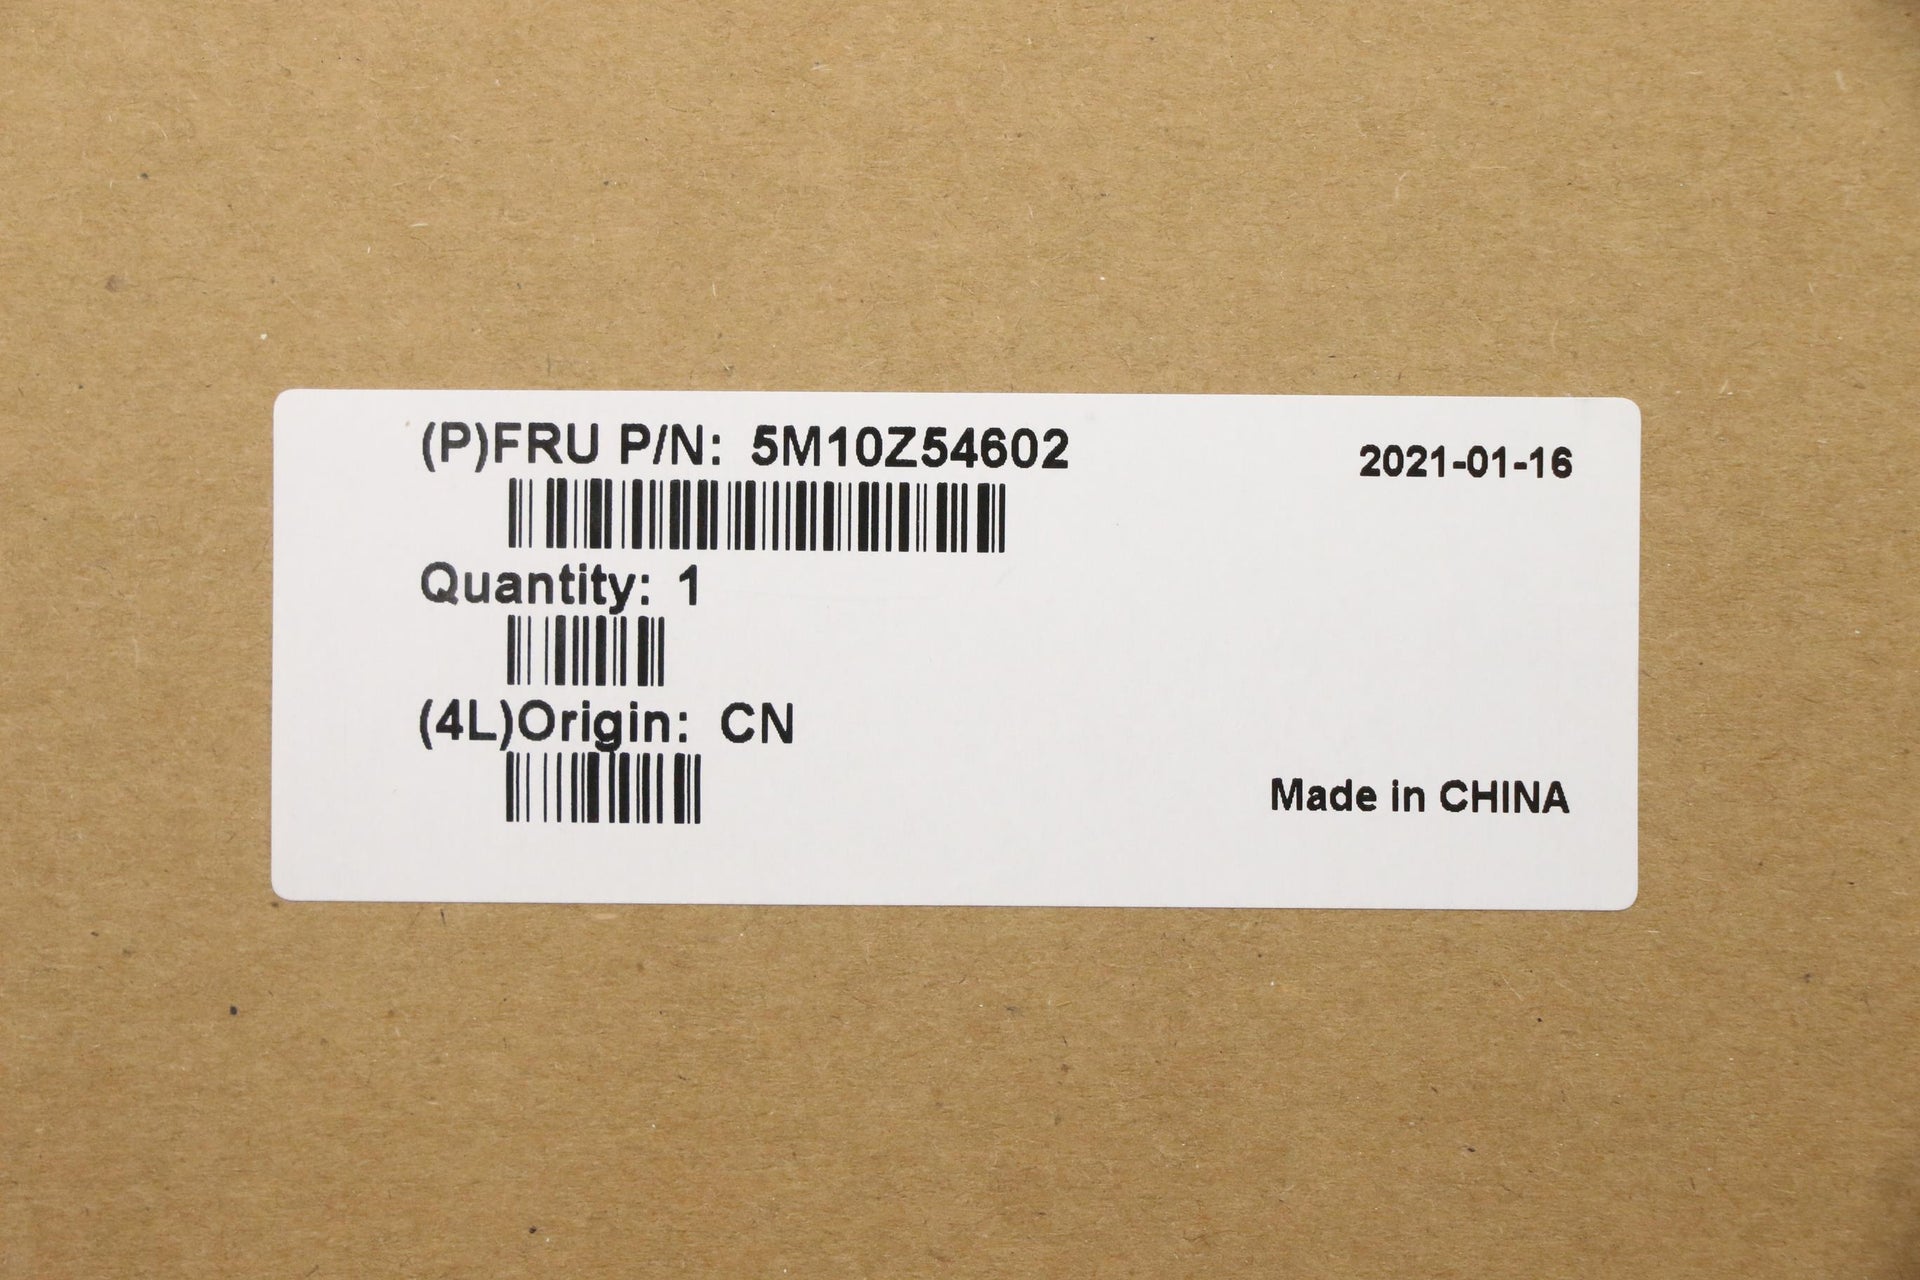 (P)FRU P/N: 5M10Z54602
2021-01-16
Quantity: 1
(4L)Origin: CN
Made in CHINA